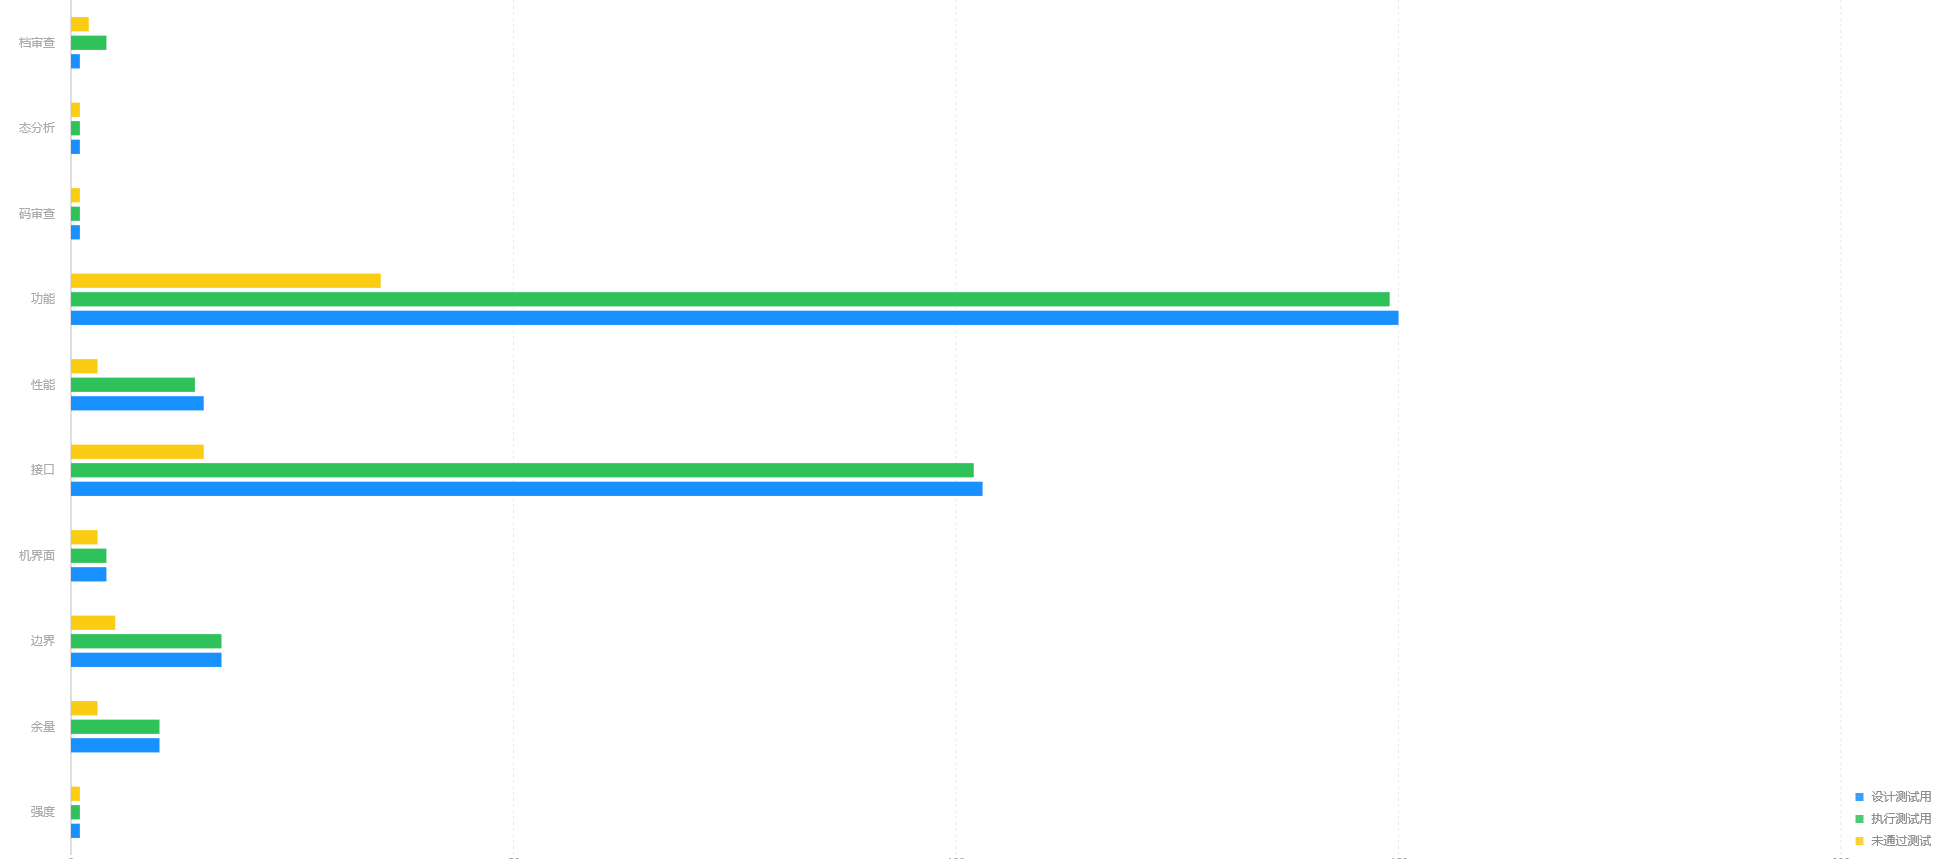 档审查
态分析
码审查
功能
性能
接口
机界面
边界
余量
强度
设计测试用
执行测试用
未通过测试